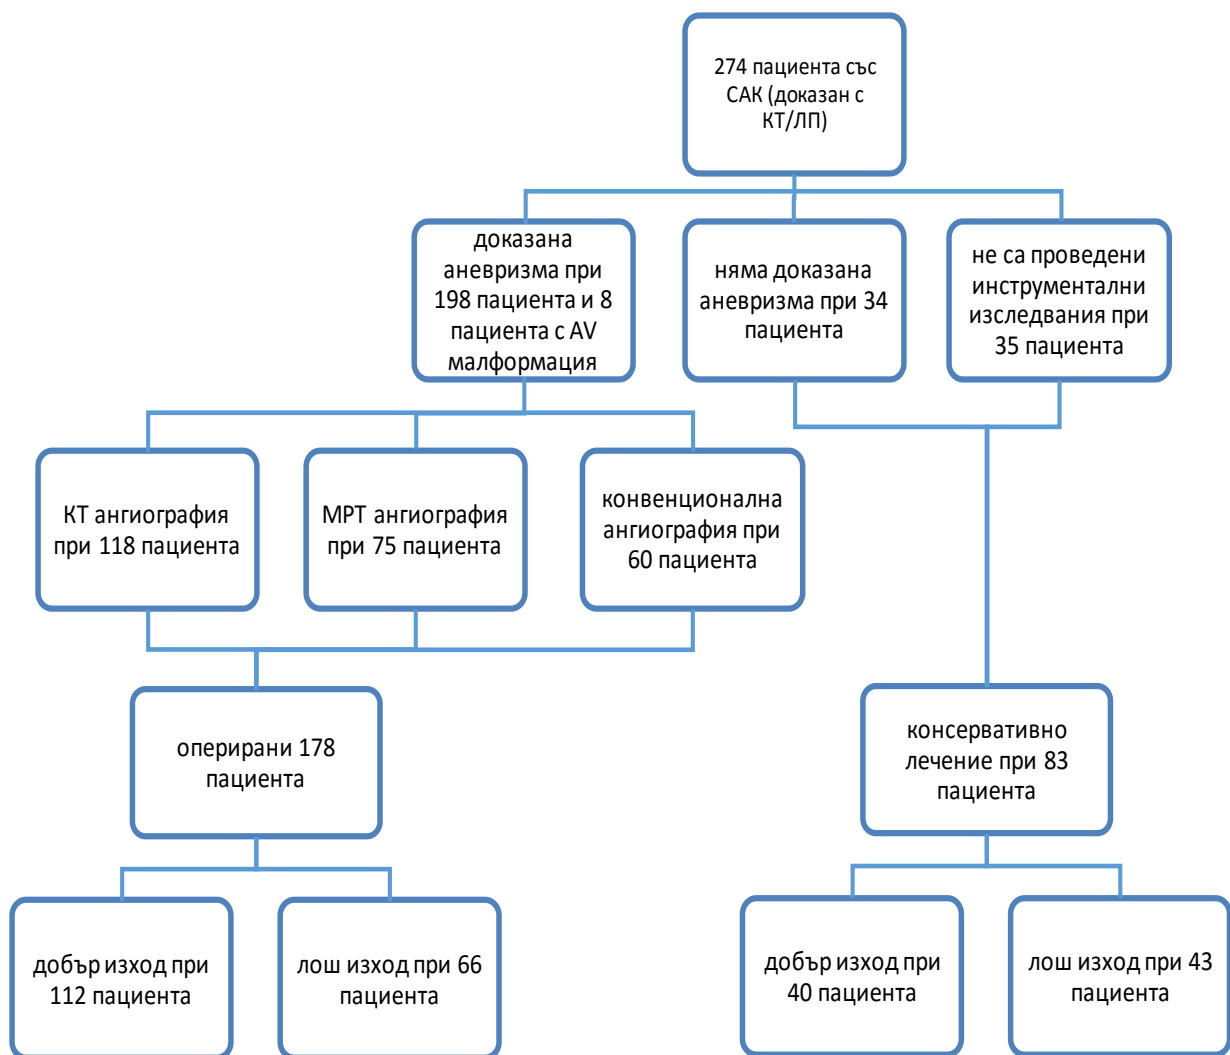 274 пациента със
САК (доказан с
КТ/ЛП)
доказана
аневризма при
198 пациента и 8
пациента с AV
малформация
няма доказана
аневризма при 34
пациента
не са проведени
инструментални
изследвания при
35 пациента
КТ ангиография
при 118 пациента
МРТ ангиография
при 75 пациента
конвенционална
ангиография при
60 пациента
оперирани 178
пациента
консервативно
лечение при 83
пациента
добър изход при
112 пациента
лош изход при 66
пациента
добър изход при
40 пациента
лош изход при 43
пациента